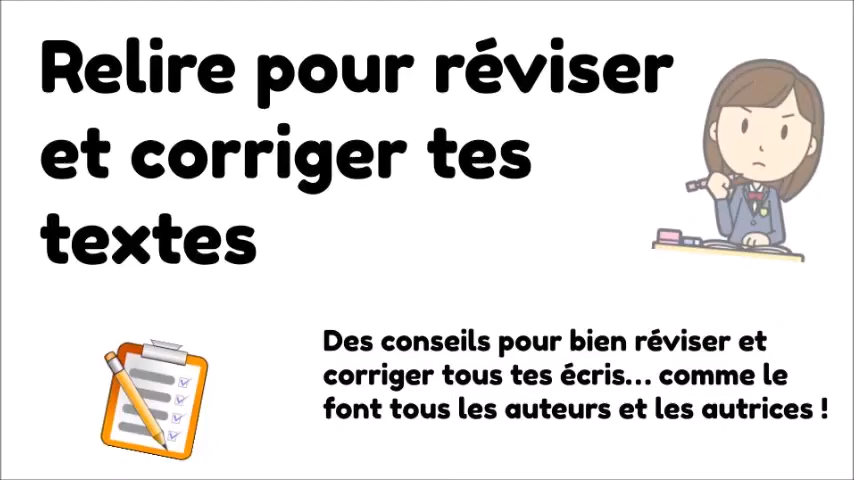 Relire pour réviser
et corriger tes
textes
Des conseils pour bien réviser et
corriger tous tes écris... comme le
font tous les auteurs et les autrices !